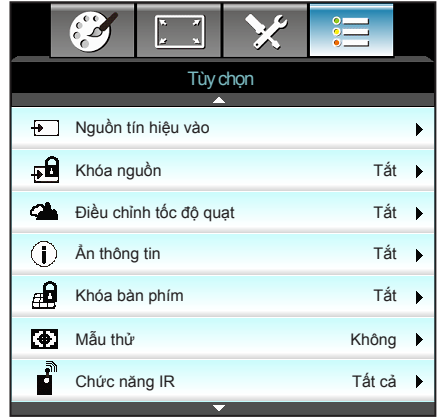 Tùy chọn
Nguồn tín hiệu vào
Khóa nguồn Tắt
Điều chỉnh tốc độ quạt Tắt
Ẩn thông tin Tắt
Khóa bàn phím Tắt
Mẫu thử Không
Chức năng IR Tất cả